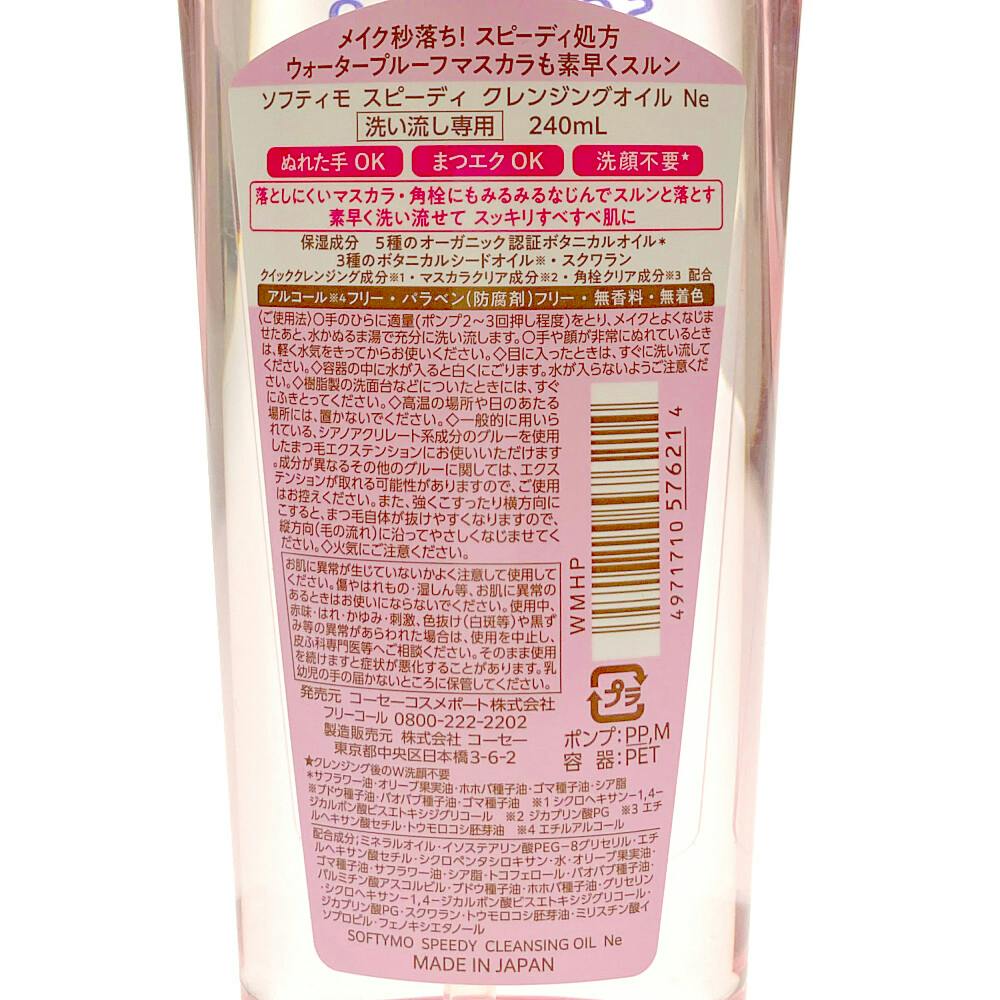 メイク秒落ち! スピーディ処方
ウォータープルーフマスカラも素早くスルン
ソフティモ スピーディ クレンジングオイル Ne
洗い流し専用 240mL
ぬれた手 OK まつエク OK 洗顔不要★
落としにくいマスカラ・角栓にもみるみるなじんでスルンと落とす
素早く洗い流せて スッキリすべすべ肌に
保湿成分 5種のオーガニック認証ボタニカルオイル*
3種のボタニカルシードオイル※・スクワラン
クイッククレンジング成分※1・マスカラクリア成分※2・角栓クリア成分※3 配合
アルコール※4フリー・パラベン(防腐剤)フリー・無香料・無着色
〈ご使用法〉○手のひらに適量(ポンプ2〜3回押し程度)をとり、メイクとよくなじま
せたあと、水かぬるま湯で充分に洗い流します。○手や顔が非常にぬれているとき
は、軽く水気をきってからお使いください。◇目に入ったときは、すぐに洗い流して
ください。◇容器の中に水が入ると白くにごります。水が入らないようご注意くだ
さい。◇樹脂製の洗面台などについたときには、すぐ
にふきとってください。◇高温の場所や日のあたる
場所には、置かないでください。◇一般的に用いら
れている、シアノアクリレート系成分のグルーを使用
したまつ毛エクステンションにお使いいただけます
。成分が異なるその他のグルーに関しては、エクス
テンションが取れる可能性がありますので、ご使用
はお控えください。また、強くこすったり横方向に
こすると、まつ毛自体が抜けやすくなりますので、
縦方向(毛の流れ)に沿ってやさしくなじませてく
ださい。◇火気にご注意ください。
お肌に異常が生じていないかよく注意して使用して
ください。傷やはれもの・湿しん等、お肌に異常の
あるときはお使いにならないでください。使用中、
赤味・はれ・かゆみ・刺激、色抜け(白斑等)や黒ず
み等の異常があらわれた場合は、使用を中止し、
皮ふ科専門医等へご相談ください。そのまま使用
を続けますと症状が悪化することがあります。乳
幼児の手の届かないところに保管してください。
WMHP
4971710 57621 4
発売元 コーセーコスメポート株式会社
フリーコール 0800-222-2202
製造販売元 株式会社 コーセー
東京都中央区日本橋3-6-2
プラ
ポンプ:PP,M
容 器:PET
★クレンジング後のW洗顔不要
*サフラワー油・オリーブ果実油・ホホバ種子油・ゴマ種子油・シア脂
※ブドウ種子油・バオバブ種子油・ゴマ種子油 ※1 シクロヘキサン-1,4-
ジカルボン酸ビスエトキシジグリコール ※2 ジカプリン酸PG ※3 エチ
ルヘキサン酸セチル・トウモロコシ胚芽油 ※4 エチルアルコール
配合成分:ミネラルオイル・イソステアリン酸PEG-8グリセリル・エチ
ルヘキサン酸セチル・シクロペンタシロキサン・水・オリーブ果実油・
ゴマ種子油・サフラワー油・シア脂・トコフェロール・バオバブ種子油・
パルミチン酸アスコルビル・ブドウ種子油・ホホバ種子油・グリセリン
・シクロヘキサン-1,4-ジカルボン酸ビスエトキシジグリコール・
ジカプリン酸PG・スクワラン・トウモロコシ胚芽油・ミリスチン酸イ
ソプロピル・フェノキシエタノール
SOFTYMO SPEEDY CLEANSING OIL Ne
MADE IN JAPAN